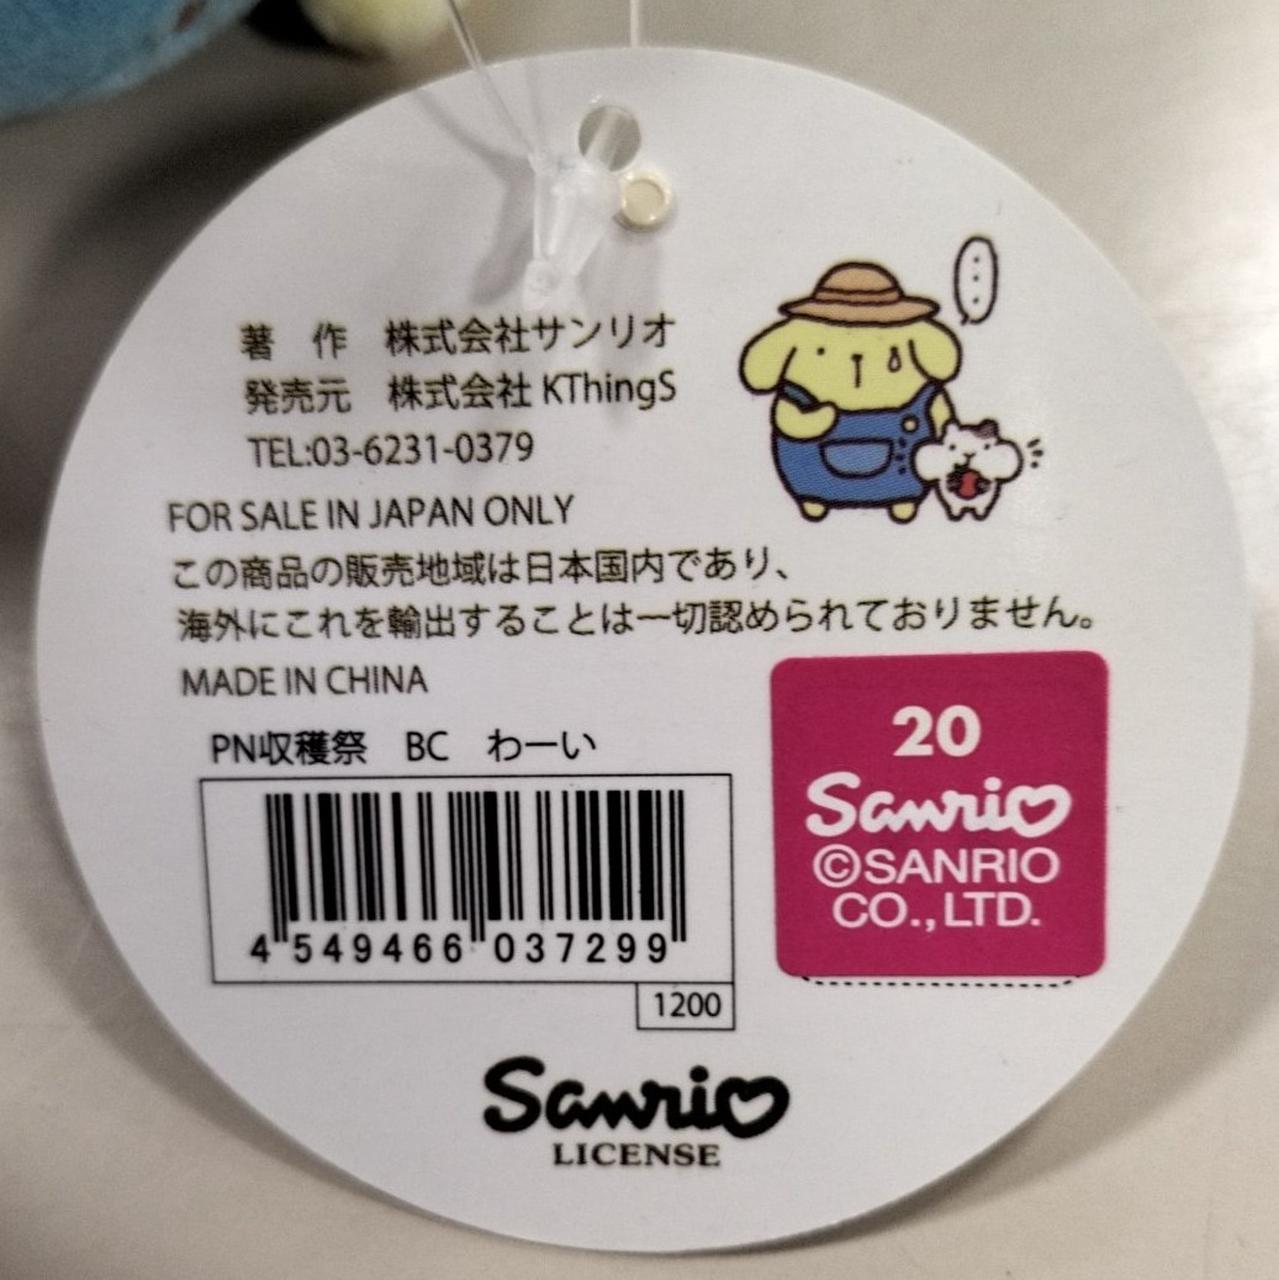 著　作　株式会社サンリオ
発売元　株式会社 KThingS
TEL:03-6231-0379
FOR SALE IN JAPAN ONLY
この商品の販売地域は日本国内であり、
海外にこれを輸出することは一切認められておりません。
MADE IN CHINA
PN収穫祭　BC　わーい
4 549466 037299
1200
20
Sanrio
©SANRIO
CO.,LTD.
Sanrio
LICENSE